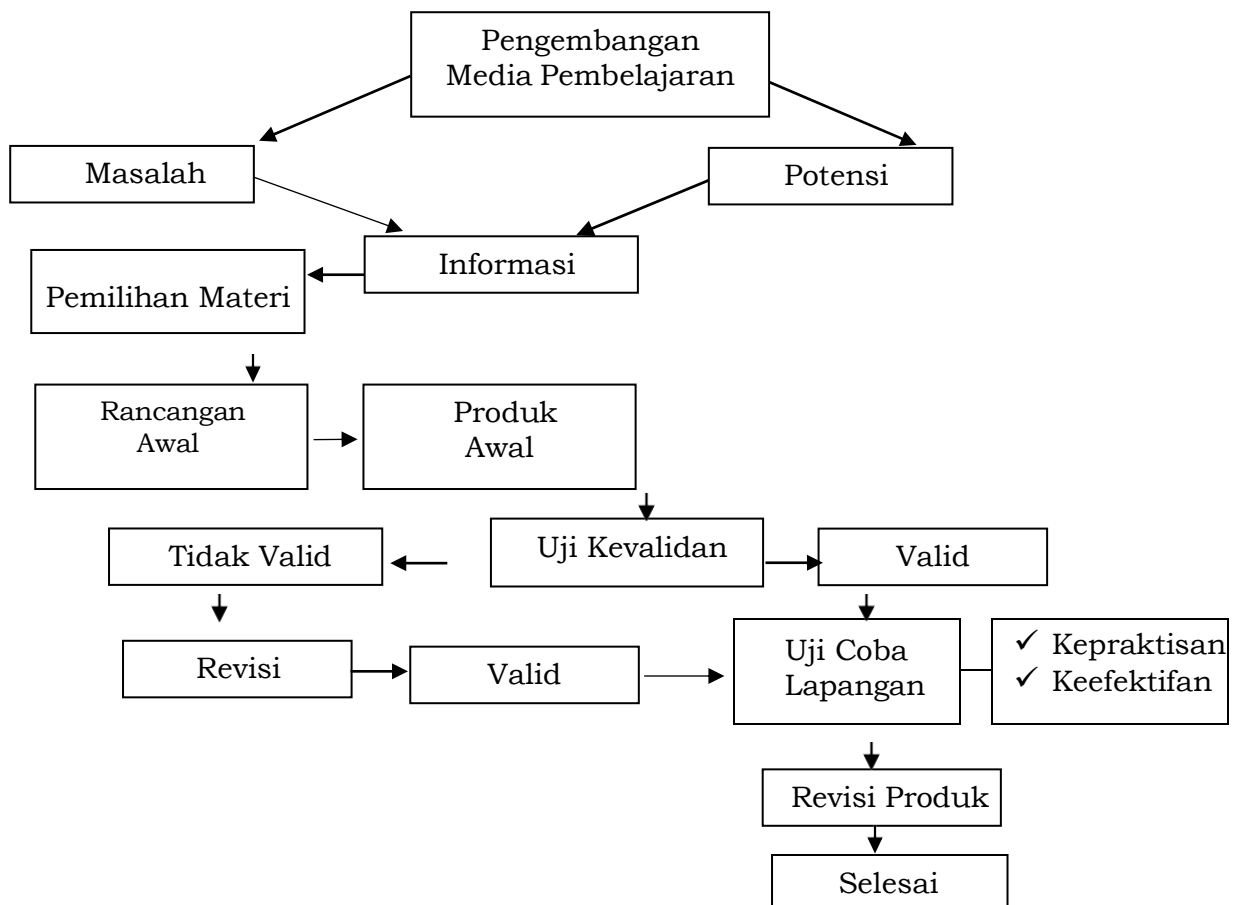 Pengembangan
Media Pembelajaran
Masalah
Potensi
Informasi
Pemilihan Materi
Rancangan
Awal
Produk
Awal
Uji Kevalidan
Tidak Valid
Valid
Revisi
Valid
Uji Coba
Lapangan
✓ Kepraktisan
✓ Keefektifan
Revisi Produk
Selesai